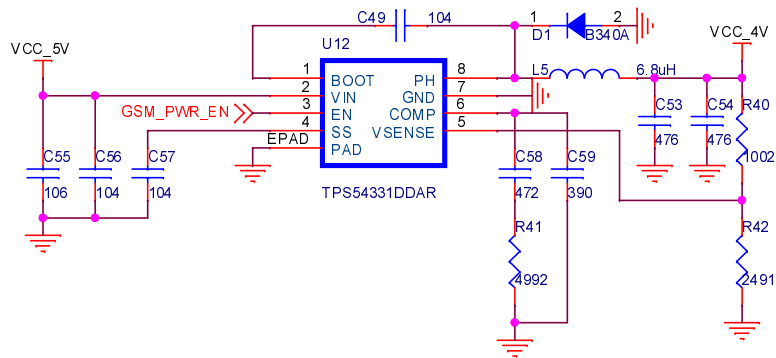 C49 104
1 2
D1 B340A
VCC_5V
VCC_4V
U12
1 BOOT PH 8
2 VIN GND 7
3 EN COMP 6
4 SS VSENSE 5
EPAD PAD
GSM_PWR_EN
TPS54331DDAR
L5 6.8uH
C53
476
C54
476
R40
1002
C55
106
C56
104
C57
104
C58
472
C59
390
R41
4992
R42
2491